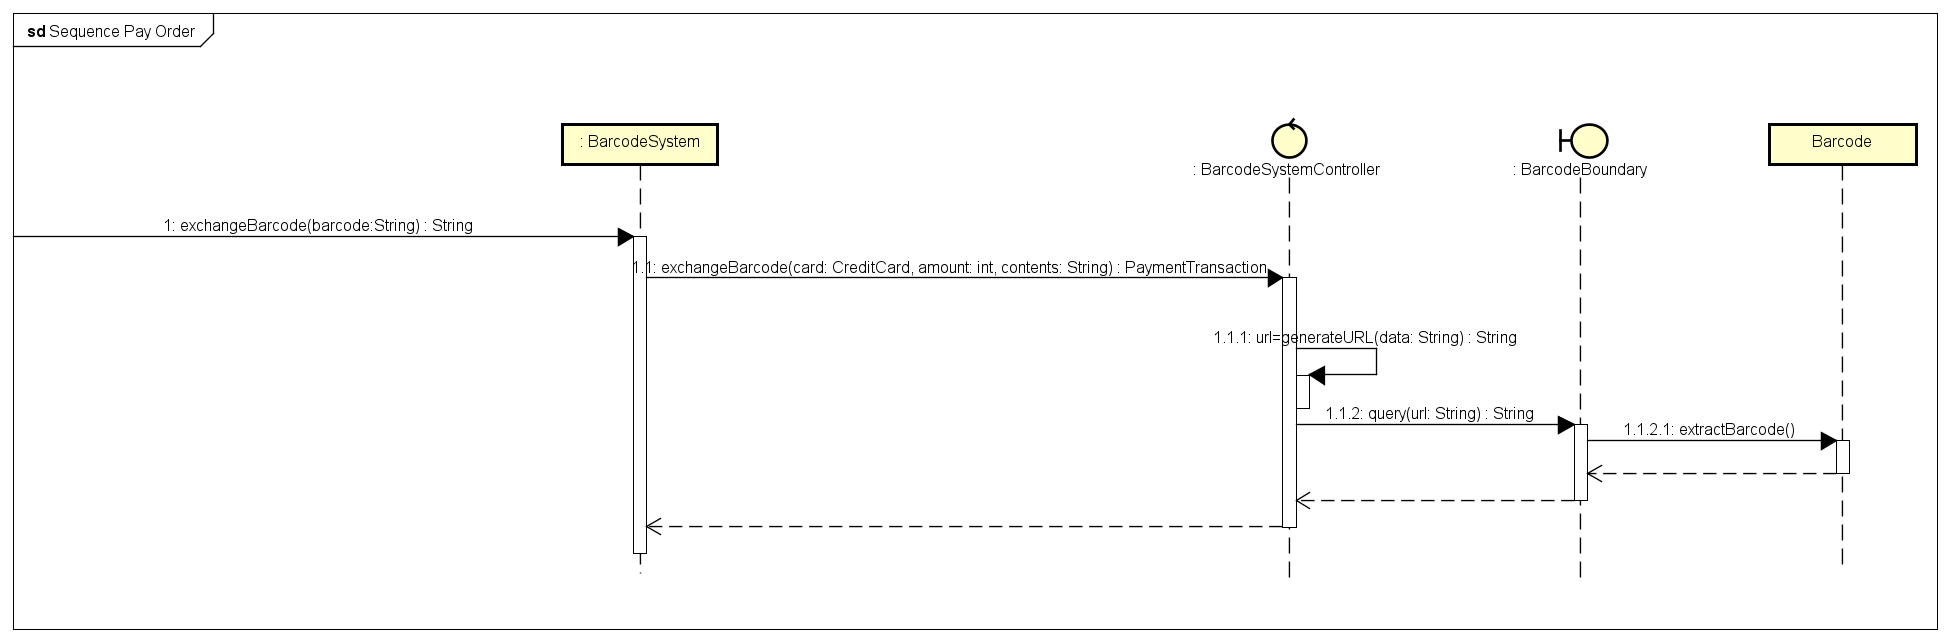 sd Sequence Pay Order
: BarcodeSystem
: BarcodeSystemController
: BarcodeBoundary
Barcode
1: exchangeBarcode(barcode:String) : String
1.1: exchangeBarcode(card: CreditCard, amount: int, contents: String) : PaymentTransaction
1.1.1: url=generateURL(data: String) : String
1.1.2: query(url: String) : String
1.1.2.1: extractBarcode()